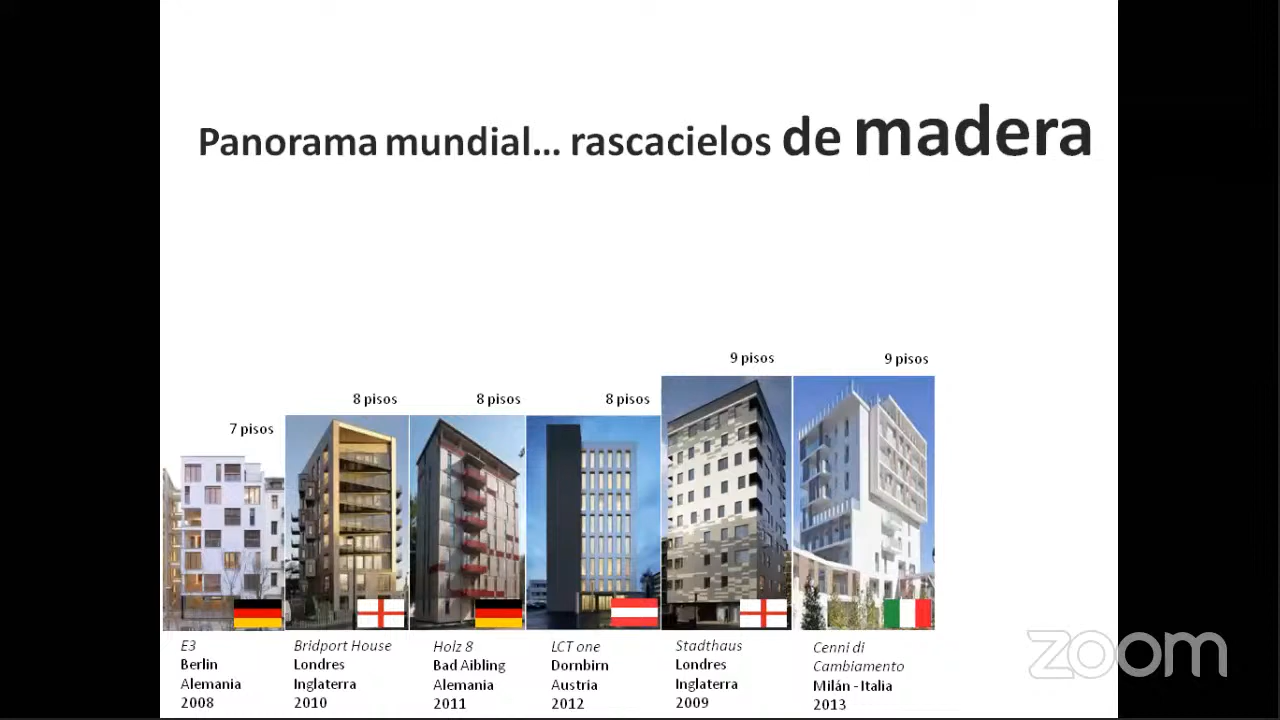 Panorama mundial... rascacielos de madera
9 pisos
9 pisos
8 pisos
8 pisos
8 pisos
7 pisos
E3
Berlin
Alemania
2008
Bridport House
Londres
Inglaterra
2010
Holz 8
Bad Aibling
Alemania
2011
LCT one
Dornbirn
Austria
2012
Stadthaus
Londres
Inglaterra
2009
Cenni di
Cambiamento
Milán - Italia
2013
zoom